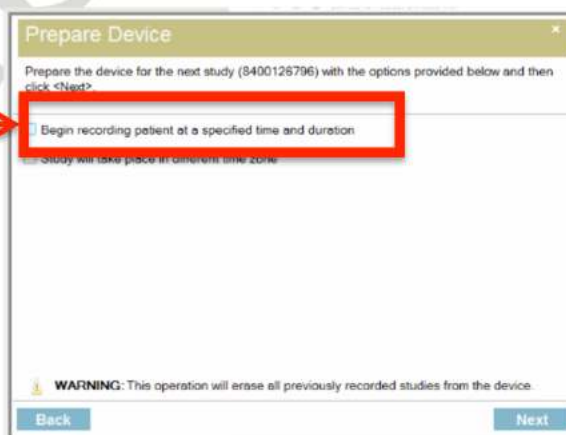 Prepare Device
×
Prepare the device for the next study (8400126796) with the options provided below and then
click <Next>.
Begin recording patient at a specified time and duration
Study will take place in different time zone
WARNING: This operation will erase all previously recorded studies from the device.
Back
Next